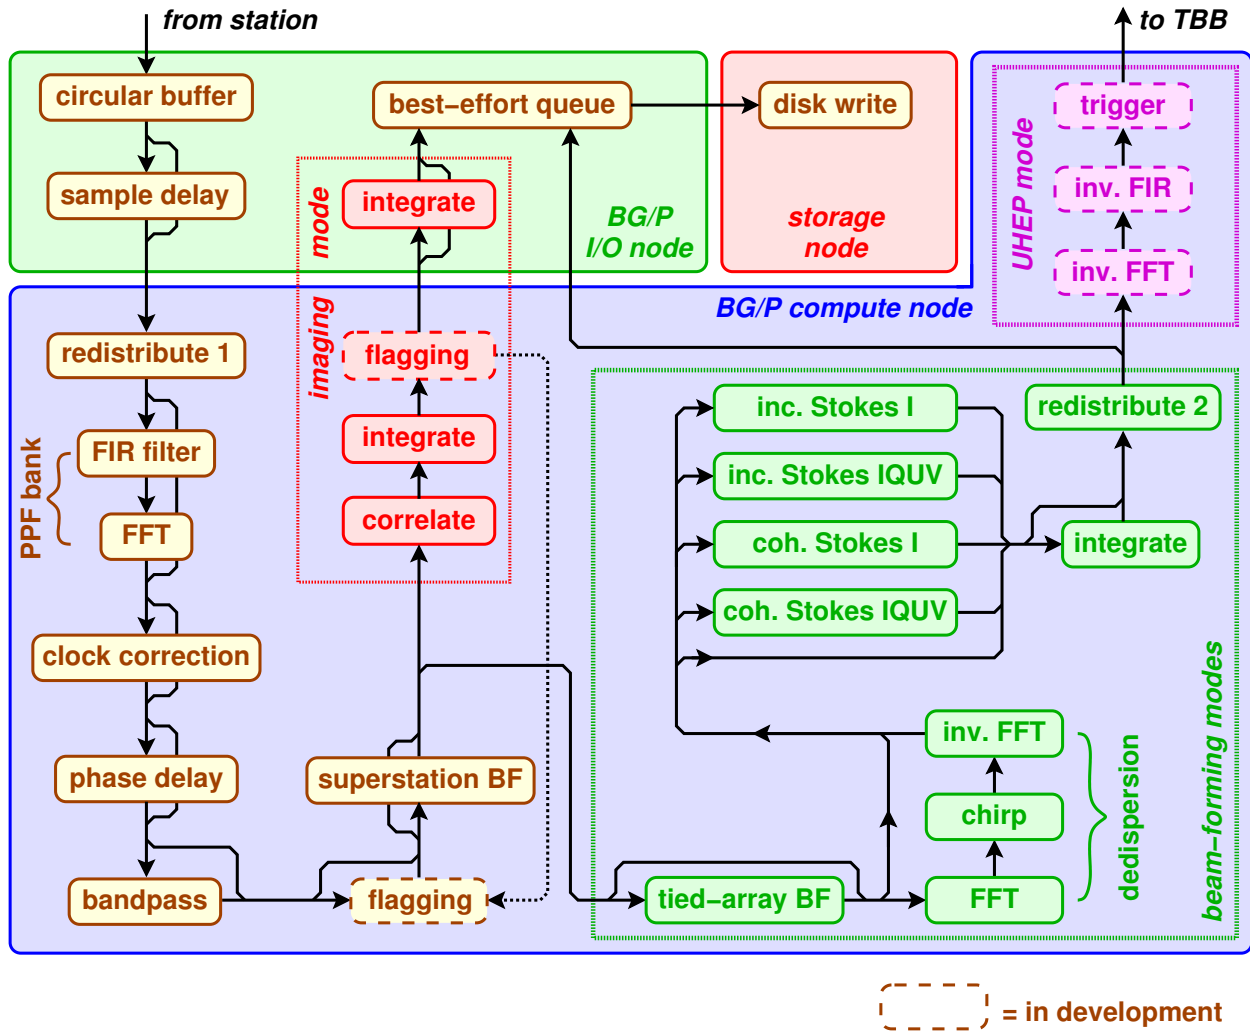 from station
to TBB
circular buffer
best-effort queue
disk write
trigger
sample delay
integrate
inv. FIR
UHEP mode
mode
BG/P
I/O node
storage
node
inv. FFT
BG/P compute node
imaging
redistribute 1
flagging
inc. Stokes I
redistribute 2
FIR filter
integrate
inc. Stokes IQUV
PPF bank
FFT
correlate
coh. Stokes I
integrate
coh. Stokes IQUV
clock correction
beam-forming modes
inv. FFT
phase delay
superstation BF
chirp
dedispersion
bandpass
flagging
tied-array BF
FFT
= in development